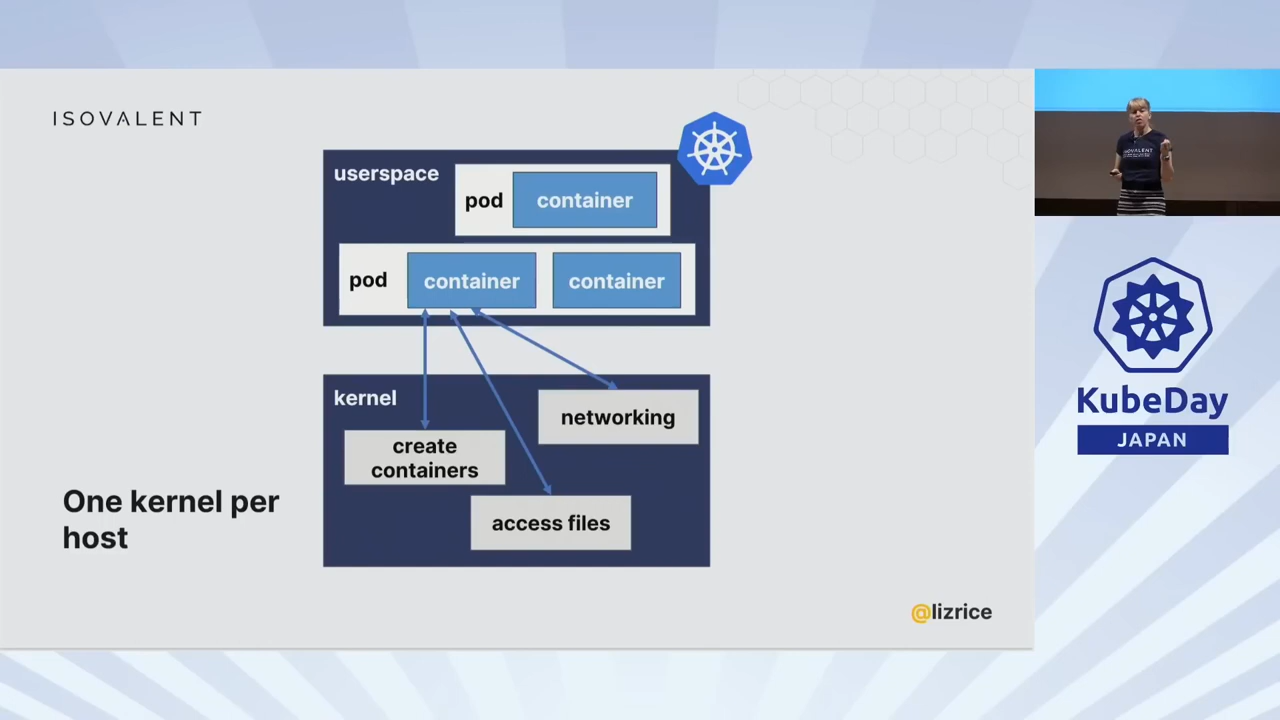 ISOVALENT
userspace
pod
container
pod
container
container
kernel
networking
create
containers
access files
One kernel per
host
@lizrice
ISOVALENT
KubeDay
JAPAN